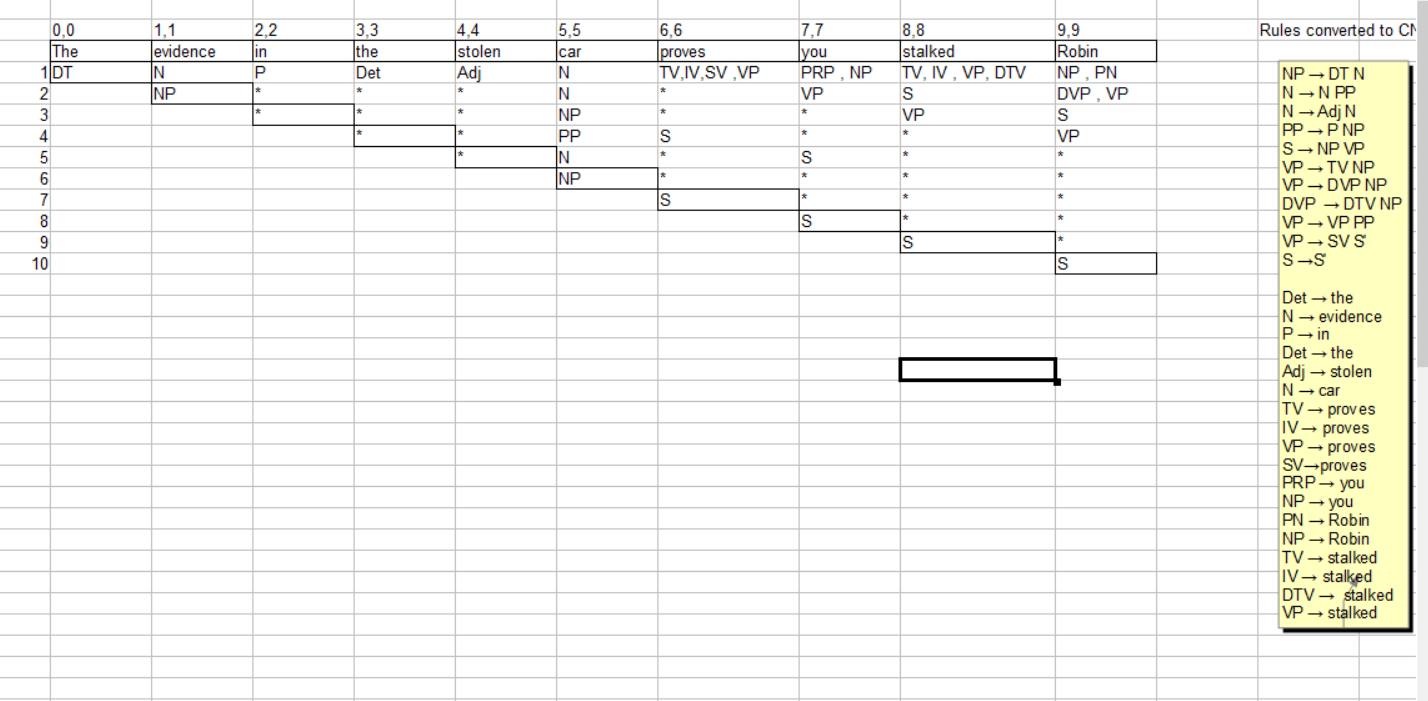 0,0 1,1 2,2 3,3 4,4 5,5 6,6 7,7 8,8 9,9 Rules converted to CN
The evidence in the stolen car proves you stalked Robin
1 DT N P Det Adj N TV,IV,SV ,VP PRP , NP TV, IV , VP, DTV NP , PN
2 NP * * * N * VP S DVP , VP
3 * * * NP * * VP S
4 * * PP S * * VP
5 * N * S * *
6 NP * * * *
7 S * * *
8 S * *
9 S *
10 S
NP → DT N
N → N PP
N → Adj N
PP → P NP
S → NP VP
VP → TV NP
VP → DVP NP
DVP → DTV NP
VP → VP PP
VP → SV S'
S → S'
Det → the
N → evidence
P → in
Det → the
Adj → stolen
N → car
TV → proves
IV → proves
VP → proves
SV→proves
PRP → you
NP → you
PN → Robin
NP → Robin
TV → stalked
IV → stalked
DTV → stalked
VP → stalked